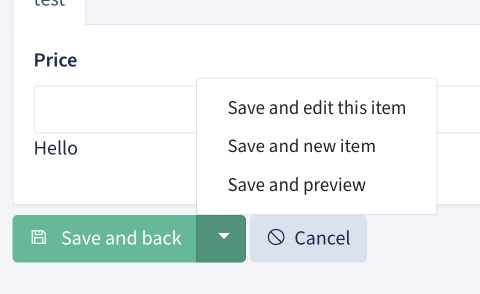 test
Price
Save and edit this item
Save and new item
Hello
Save and preview
Save and back
Cancel